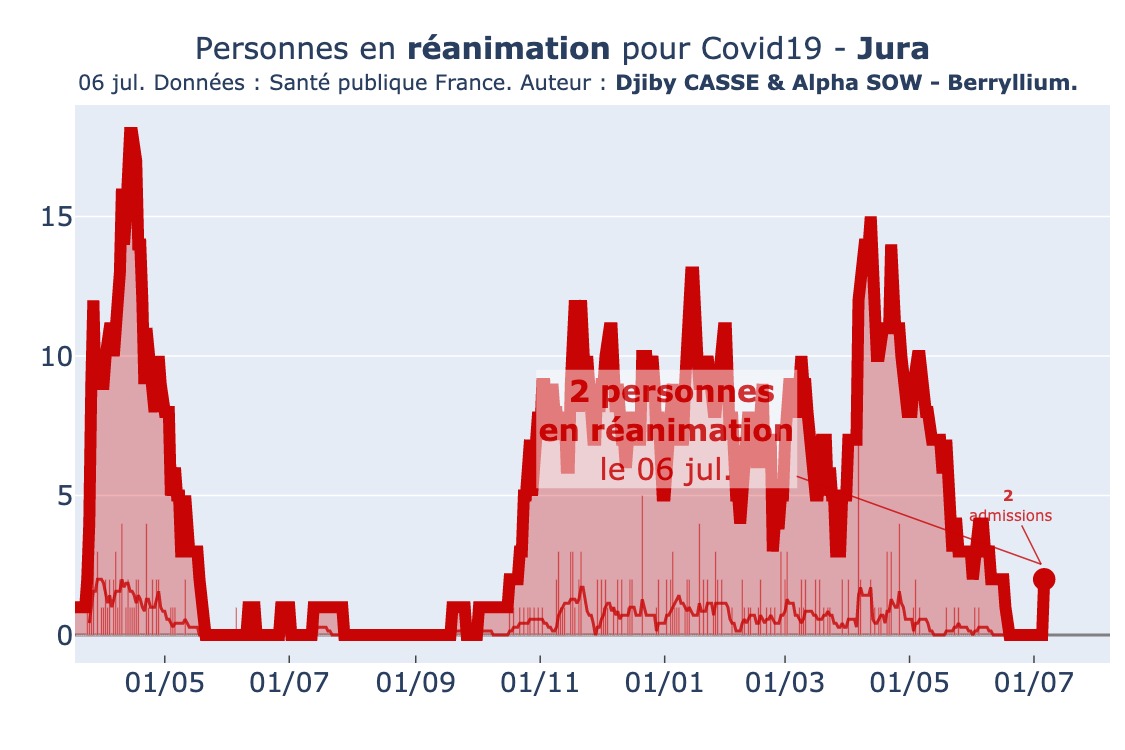 Personnes en réanimation pour Covid19 - Jura
06 jul. Données : Santé publique France. Auteur : Djiby CASSE & Alpha SOW - Berryllium.
15
10
5
0
2 personnes
en réanimation
le 06 jul.
2
admissions
01/05 01/07 01/09 01/11 01/01 01/03 01/05 01/07